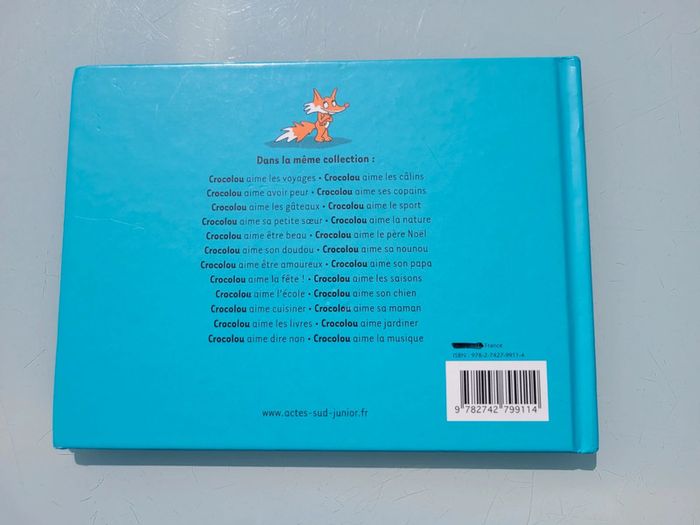 Dans la même collection :
Crocolou aime les voyages • Crocolou aime les câlins
Crocolou aime avoir peur • Crocolou aime ses copains
Crocolou aime les gâteaux • Crocolou aime le sport
Crocolou aime sa petite sœur • Crocolou aime la nature
Crocolou aime être beau • Crocolou aime le père Noël
Crocolou aime son doudou • Crocolou aime sa nounou
Crocolou aime être amoureux • Crocolou aime son papa
Crocolou aime la fête ! • Crocolou aime les saisons
Crocolou aime l'école • Crocolou aime son chien
Crocolou aime cuisiner • Crocolou aime sa maman
Crocolou aime les livres • Crocolou aime jardiner
Crocolou aime dire non • Crocolou aime la musique
France
ISBN : 978-2-7427-9911-4
9 782742 799114
www.actes-sud-junior.fr